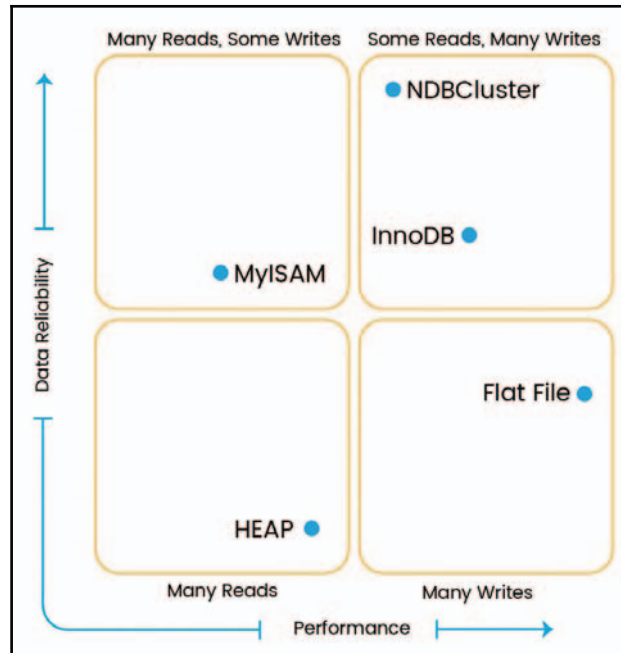 Many Reads, Some Writes
Some Reads, Many Writes
NDBCluster
InnoDB
MyISAM
Data Reliability
Flat File
HEAP
Many Reads
Many Writes
Performance